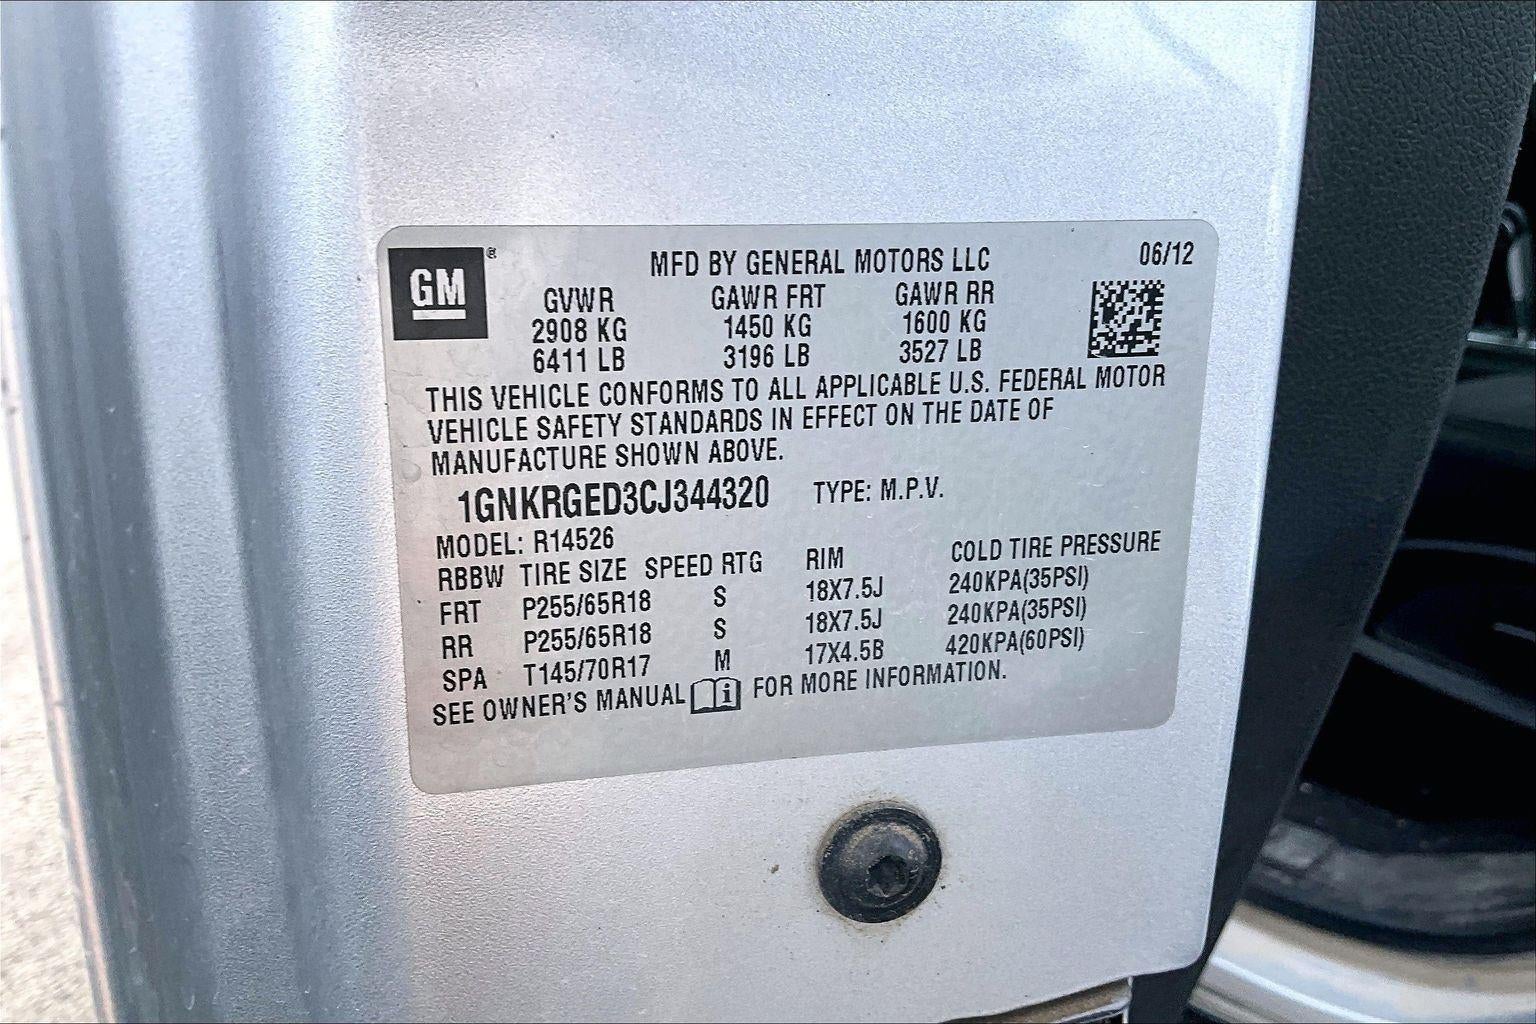 GM ® MFD BY GENERAL MOTORS LLC 06/12
GVWR GAWR FRT GAWR RR
2908 KG 1450 KG 1600 KG
6411 LB 3196 LB 3527 LB
THIS VEHICLE CONFORMS TO ALL APPLICABLE U.S. FEDERAL MOTOR
VEHICLE SAFETY STANDARDS IN EFFECT ON THE DATE OF
MANUFACTURE SHOWN ABOVE.
1GNKRGED3CJ344320 TYPE: M.P.V.
MODEL: R14526
RBBW TIRE SIZE SPEED RTG RIM COLD TIRE PRESSURE
FRT P255/65R18 S 18X7.5J 240KPA(35PSI)
RR P255/65R18 S 18X7.5J 240KPA(35PSI)
SPA T145/70R17 M 17X4.5B 420KPA(60PSI)
SEE OWNER'S MANUAL i FOR MORE INFORMATION.